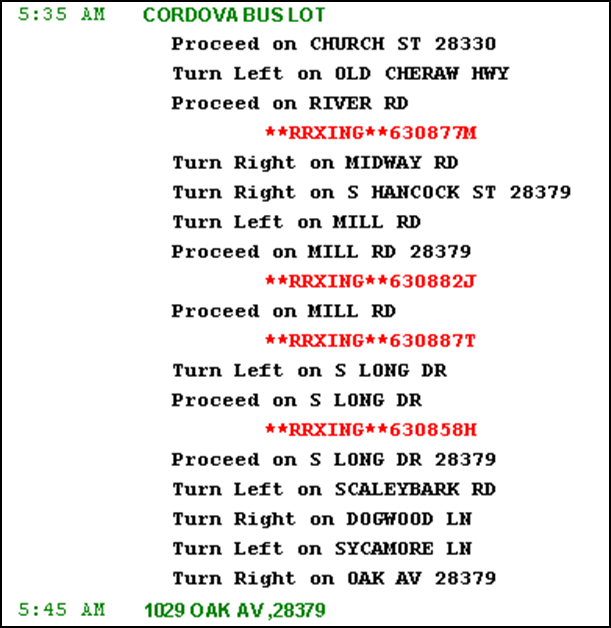 5:35 AM CORDOVA BUS LOT
Proceed on CHURCH ST 28330
Turn Left on OLD CHERAW HWY
Proceed on RIVER RD
**RRXING**630877M
Turn Right on MIDWAY RD
Turn Right on S HANCOCK ST 28379
Turn Left on MILL RD
Proceed on MILL RD 28379
**RRXING**630882J
Proceed on MILL RD
**RRXING**630887T
Turn Left on S LONG DR
Proceed on S LONG DR
**RRXING**630858H
Proceed on S LONG DR 28379
Turn Left on SCALEYBARK RD
Turn Right on DOGWOOD LN
Turn Left on SYCAMORE LN
Turn Right on OAK AV 28379
5:45 AM 1029 OAK AV ,28379